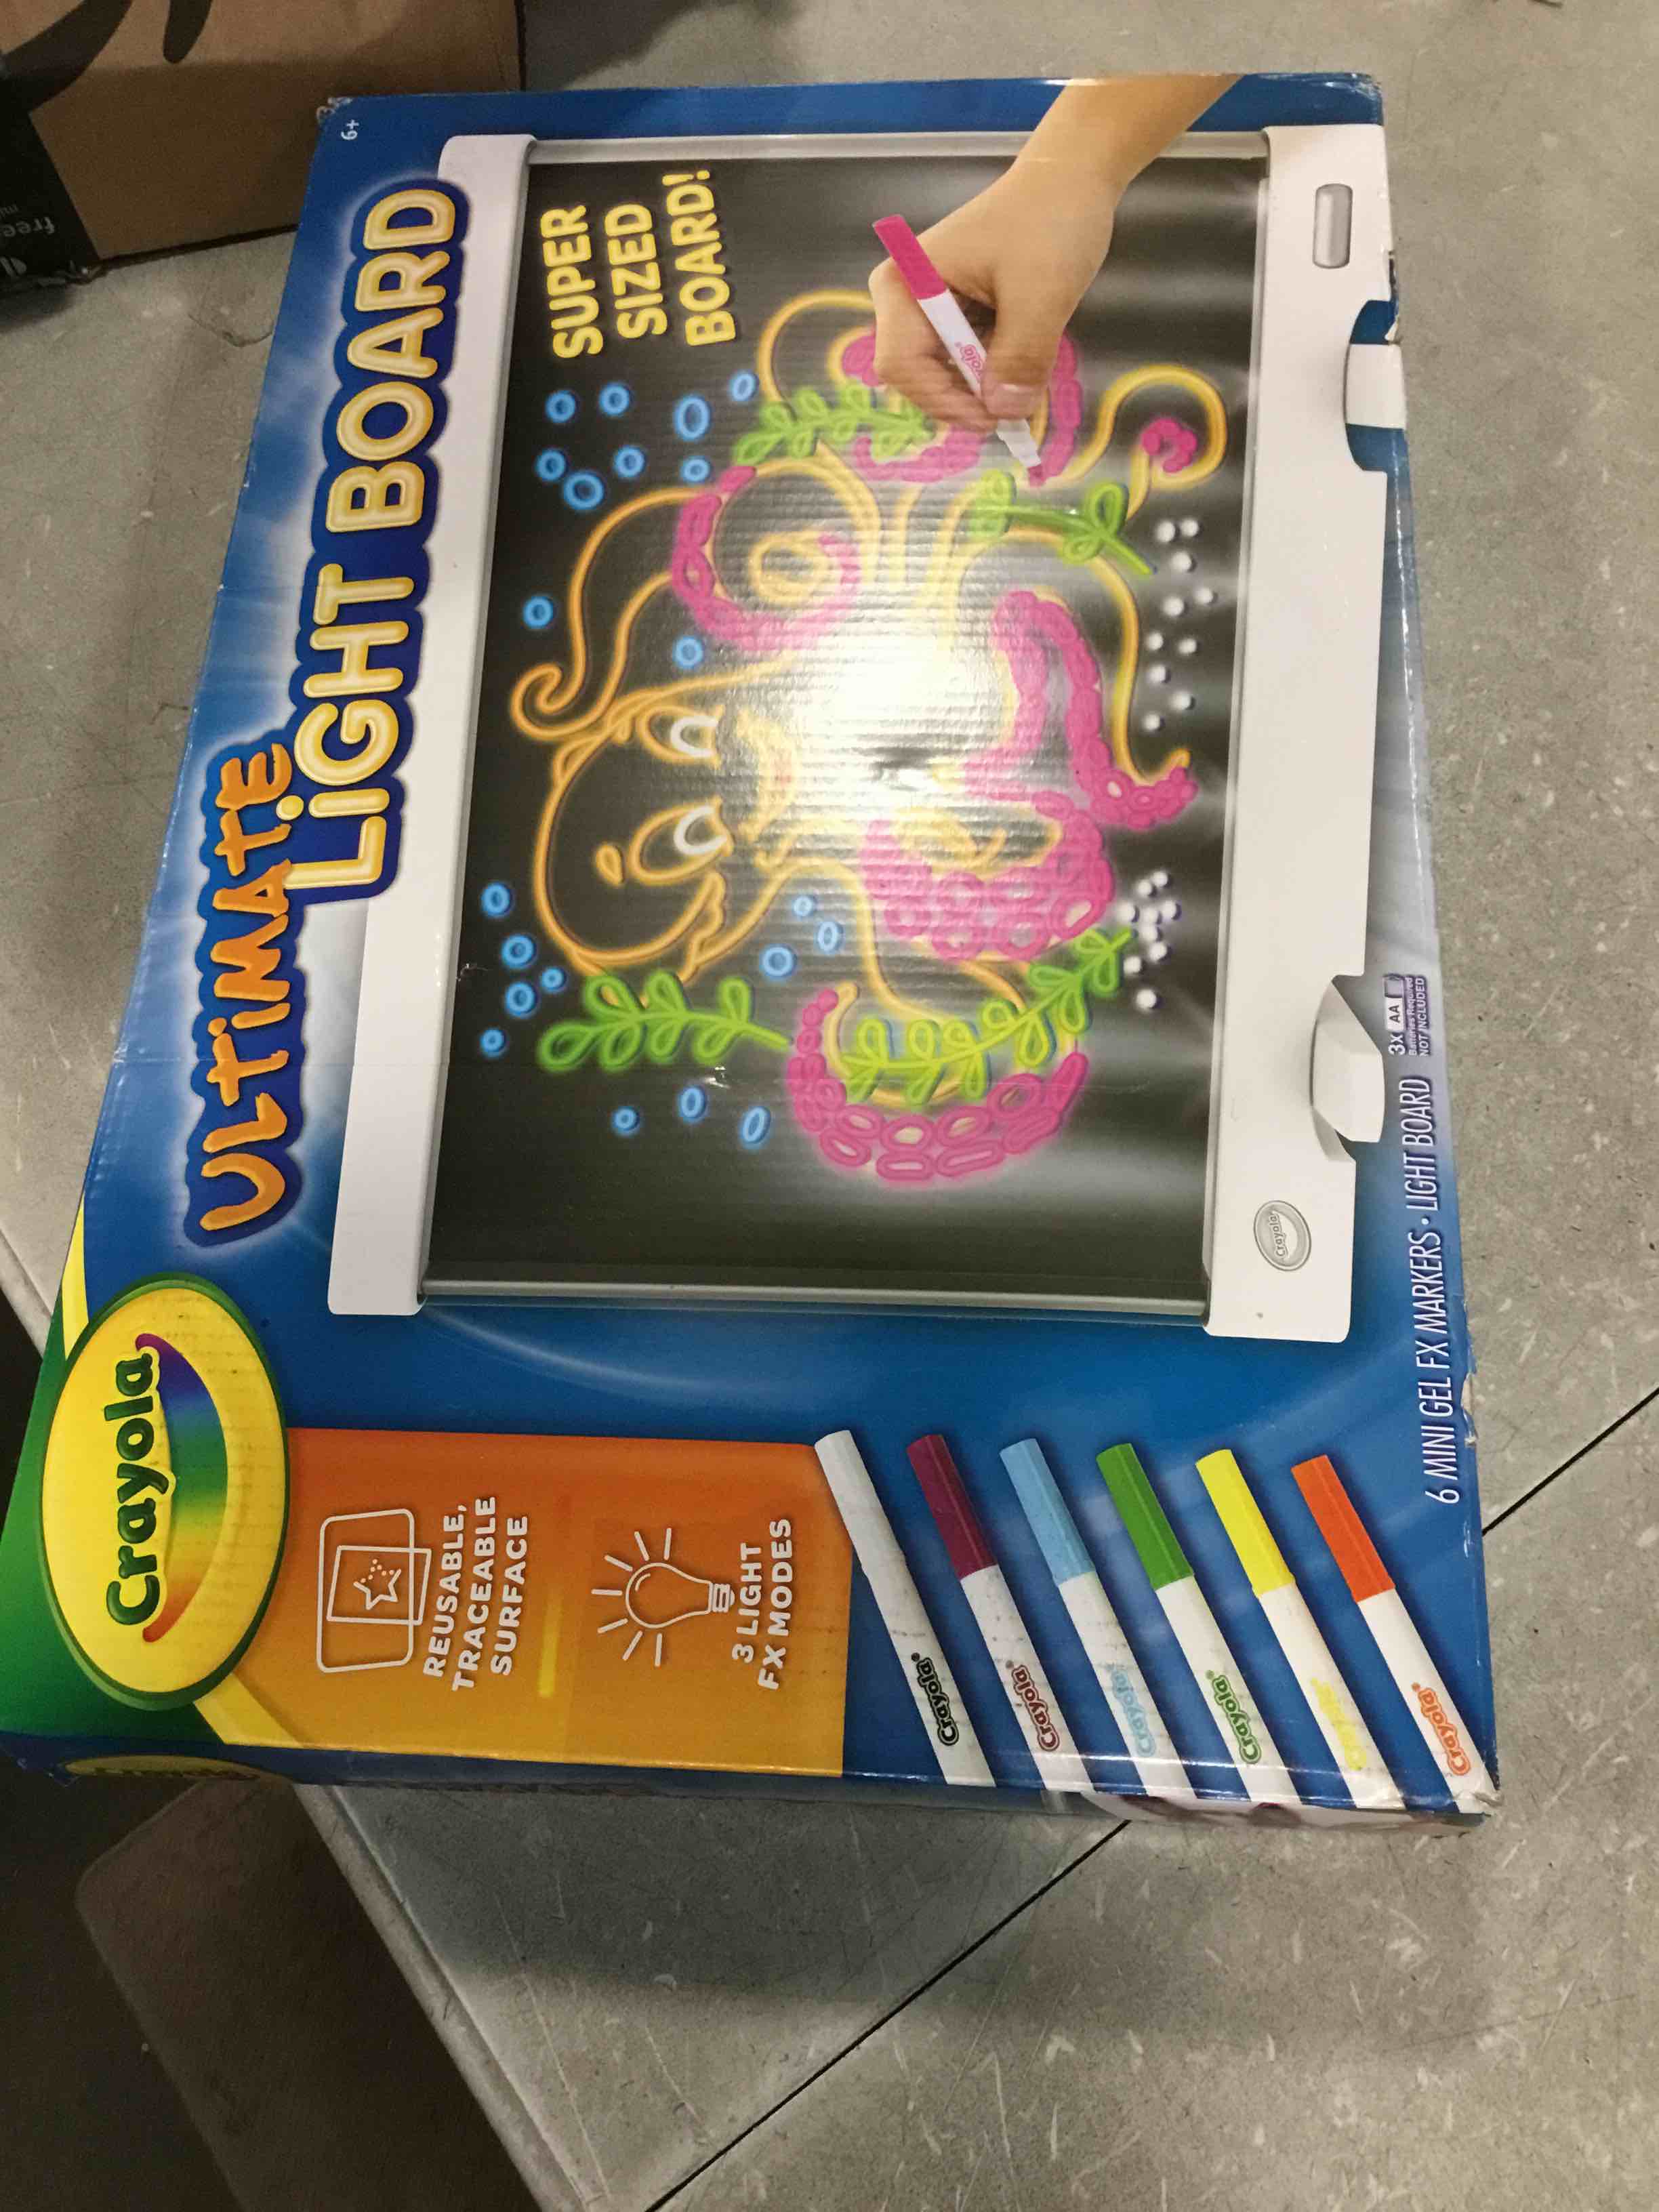 Crayola
ULTiMATE
LiGHT BOARD
6+
SUPER
SIZED
BOARD!
REUSABLE,
TRACEABLE
SURFACE
3 LIGHT
FX MODES
Crayola
Crayola
Crayola
Crayola
Crayola
Crayola
Crayola
6 MINI GEL FX MARKERS • LIGHT BOARD
3X AA
Batteries Required
NOT INCLUDED
free